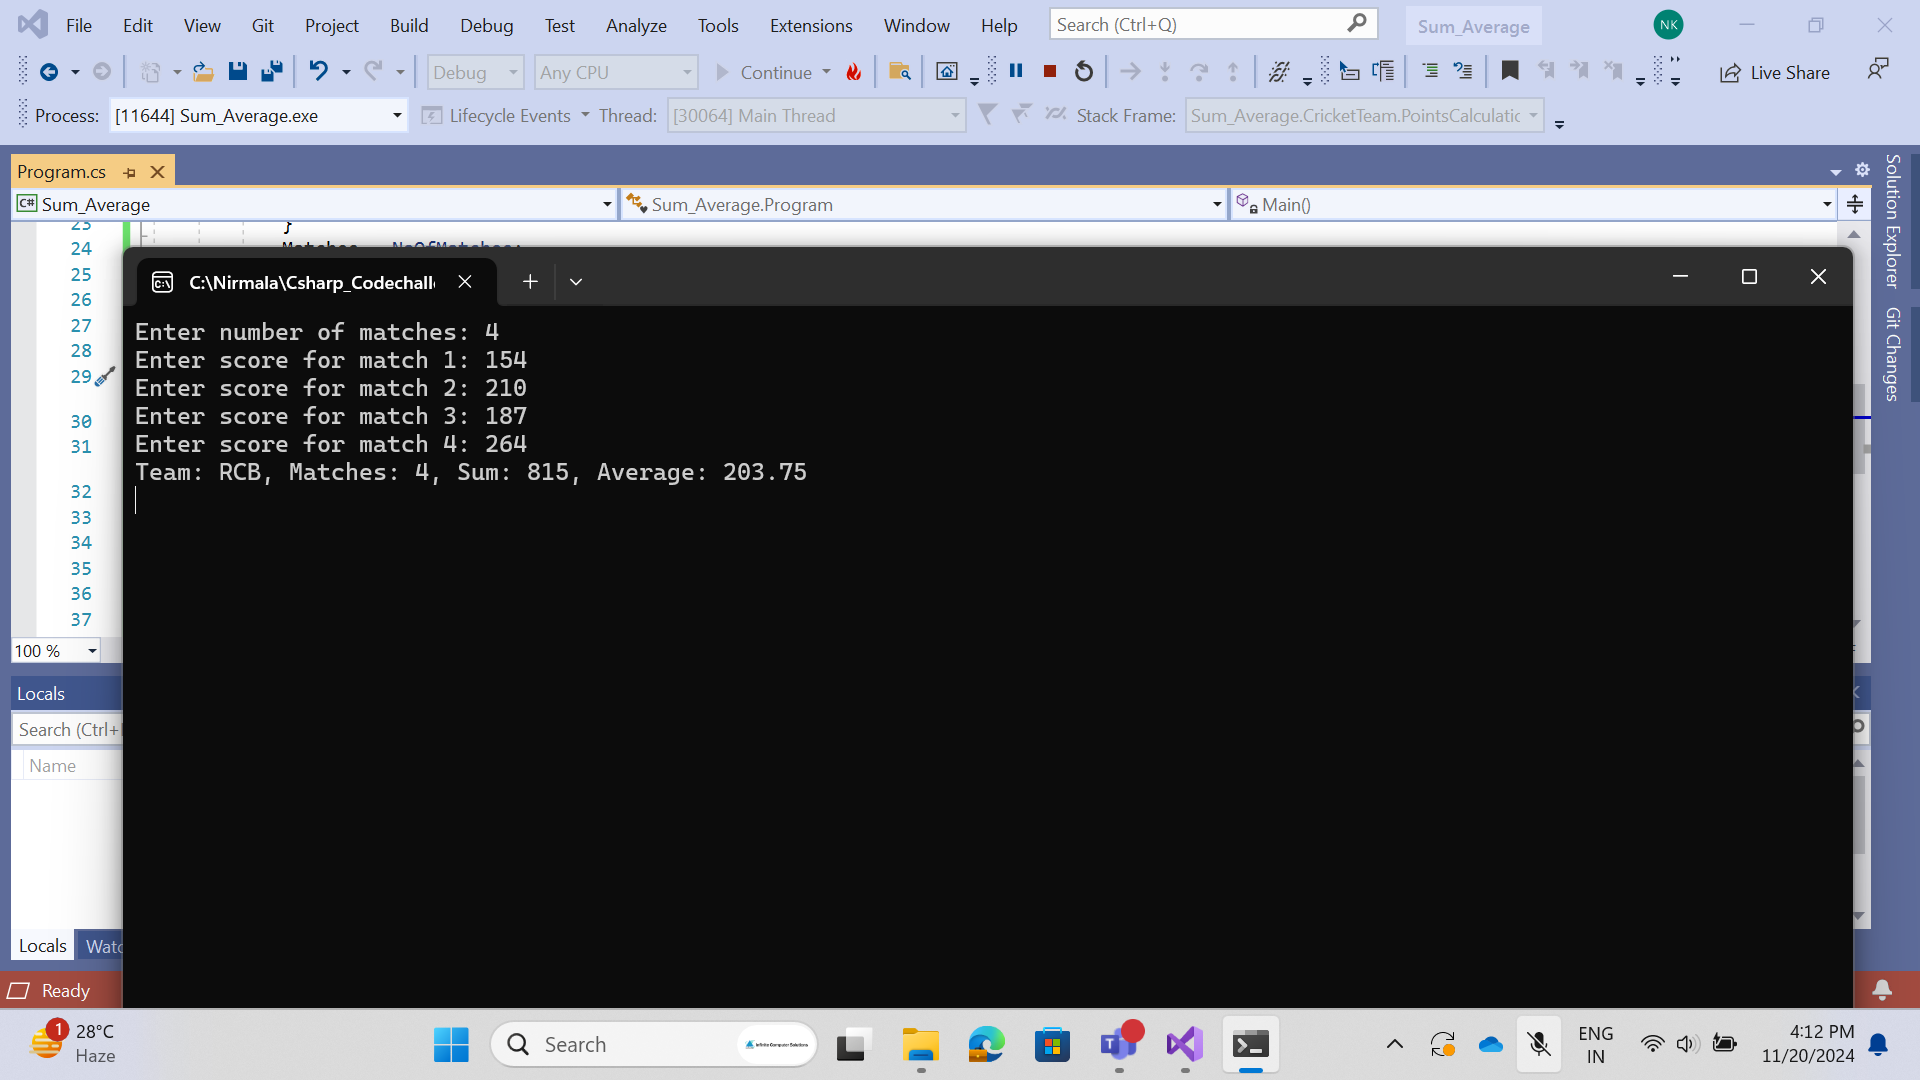 File Edit View Git Project Build Debug Test Analyze Tools Extensions Window Help Search (Ctrl+Q) Sum_Average NK
Debug Any CPU Continue Live Share
Process: [11644] Sum_Average.exe Lifecycle Events Thread: [30064] Main Thread Stack Frame: Sum_Average.CricketTeam.PointsCalculatic
Program.cs
C# Sum_Average Sum_Average.Program Main()
23 }
24 Matches NoOfMatches;
25
26
27
28
29
30
31
32
33
34
35
36
37
C:\Nirmala\Csharp_Codechall
Enter number of matches: 4
Enter score for match 1: 154
Enter score for match 2: 210
Enter score for match 3: 187
Enter score for match 4: 264
Team: RCB, Matches: 4, Sum: 815, Average: 203.75
Solution Explorer
Git Changes
100 %
Locals
Search (Ctrl+
Name
Locals Watc
Ready
1 28°C
Haze
Search Infinite Computer Solutions
ENG
IN
4:12 PM
11/20/2024